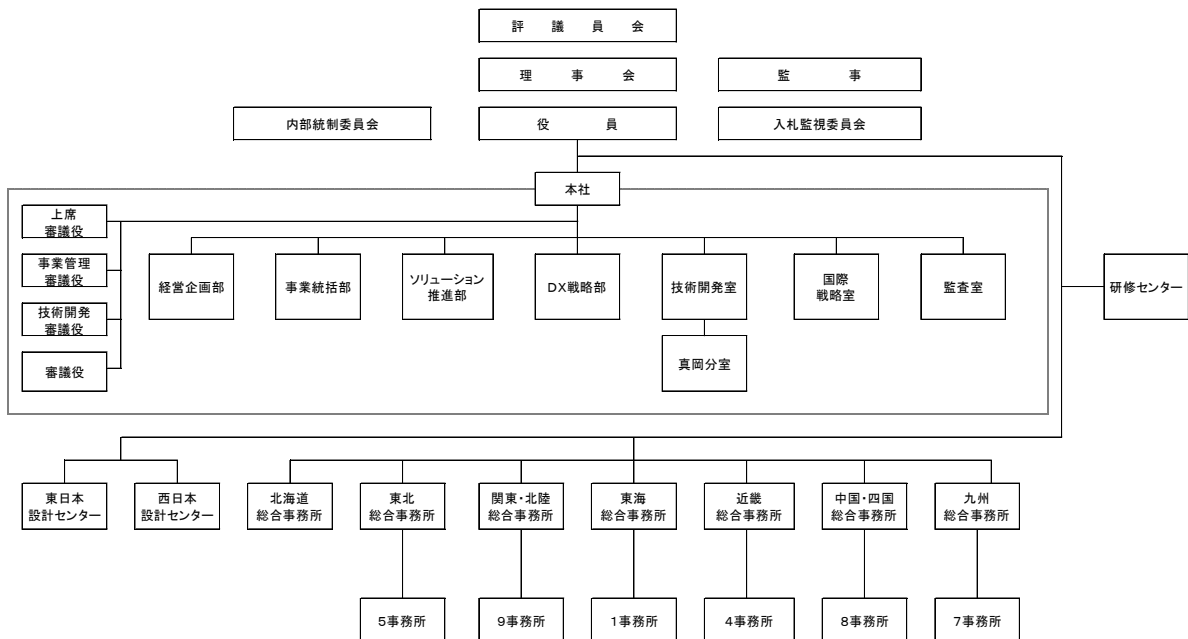 評　議　員　会
理　事　会
監　事
内部統制委員会
役　員
入札監視委員会
本社
上席
審議役
事業管理
審議役
技術開発
審議役
審議役
経営企画部
事業統括部
ソリューション
推進部
DX戦略部
技術開発室
国際
戦略室
監査室
真岡分室
研修センター
東日本
設計センター
西日本
設計センター
北海道
総合事務所
東北
総合事務所
関東・北陸
総合事務所
東海
総合事務所
近畿
総合事務所
中国・四国
総合事務所
九州
総合事務所
5事務所
9事務所
1事務所
4事務所
8事務所
7事務所